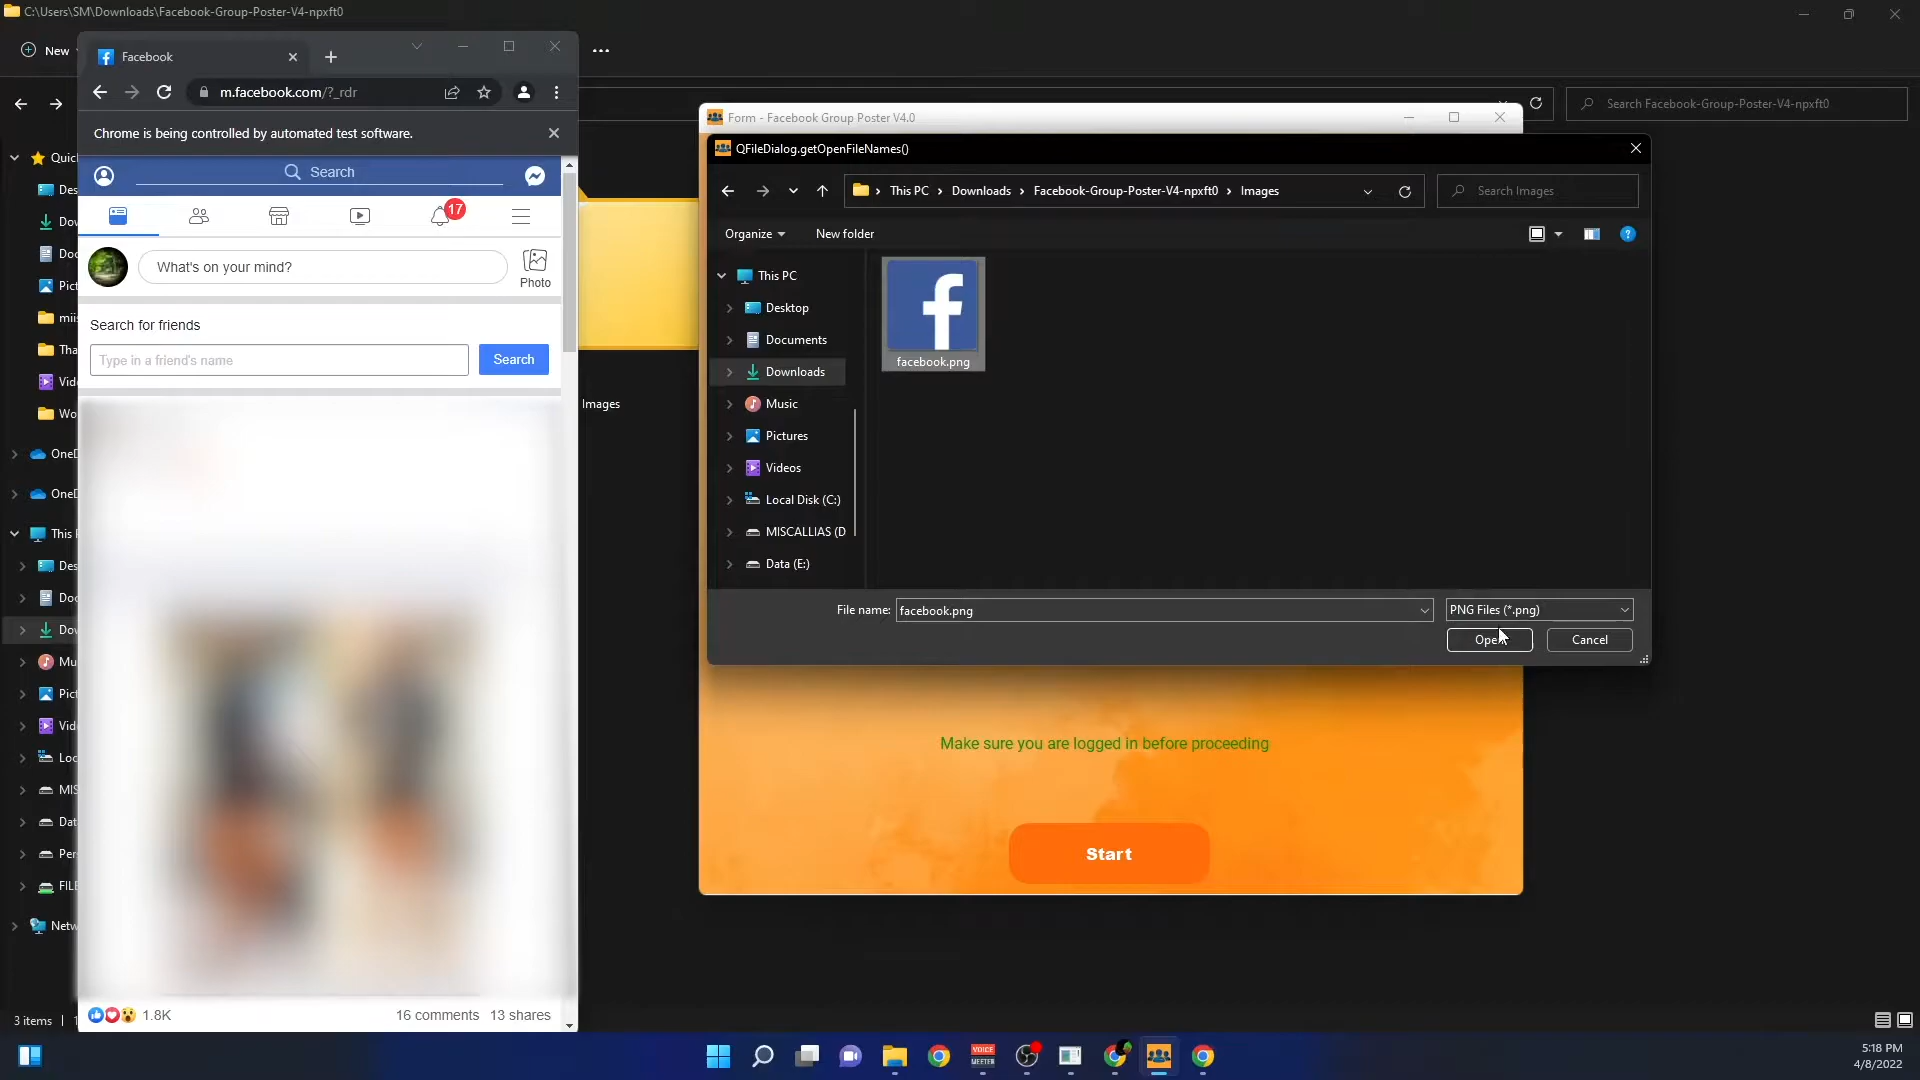 C:\Users\SM\Downloads\Facebook-Group-Poster-V4-npxft0
New
Search Facebook-Group-Poster-V4-npxft0
Facebook
m.facebook.com/?_rdr
Chrome is being controlled by automated test software.
Search
17
What's on your mind?
Photo
Search for friends
Type in a friend's name
Search
1.8K
16 comments 13 shares
Images
3 items
Form - Facebook Group Poster V4.0
QFileDialog.getOpenFileNames()
This PC
Downloads
Facebook-Group-Poster-V4-npxft0
Images
Search Images
Organize
New folder
This PC
Desktop
Documents
Downloads
Music
Pictures
Videos
Local Disk (C:)
MISCALLIAS (D
Data (E:)
facebook.png
File name:
facebook.png
PNG Files (*.png)
Open
Cancel
Make sure you are logged in before proceeding
Start
VOICE
MEETER
5:18 PM
4/8/2022